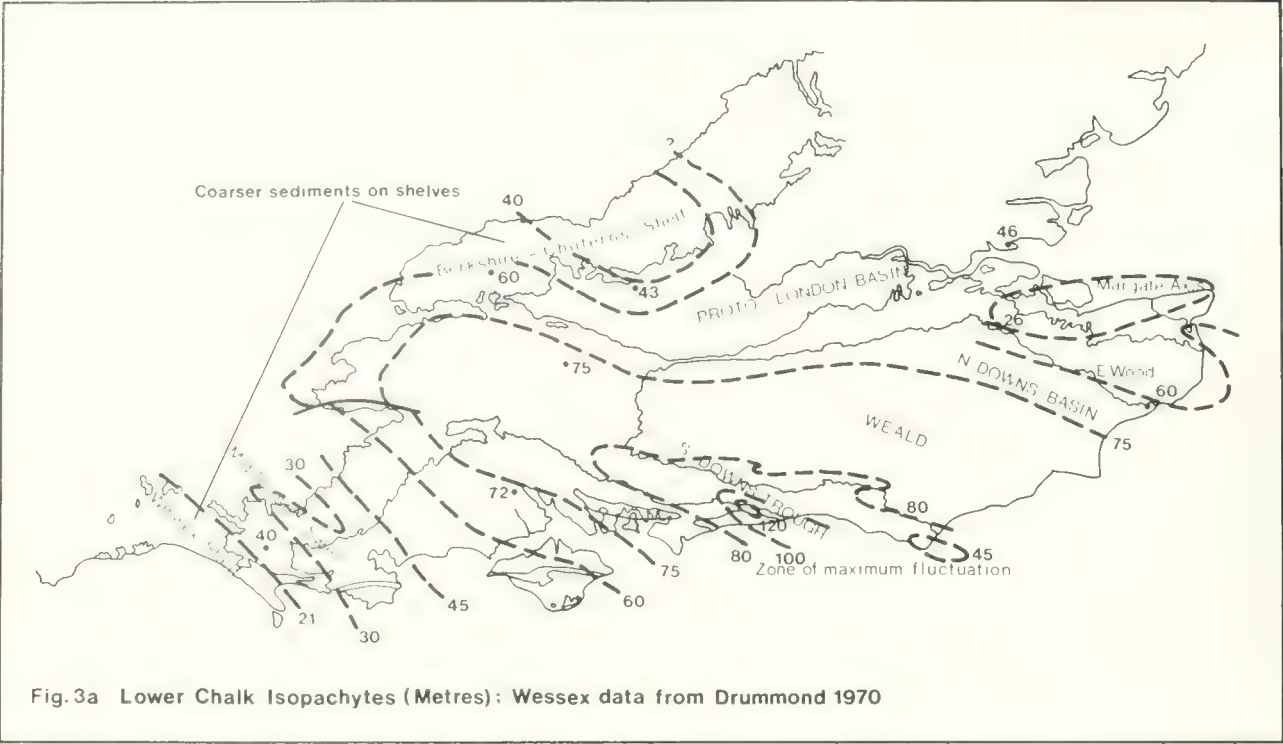 Coarser sediments on shelves
?
40
Berkshire - Chilterns Shelf
60
43
46
PROTO LONDON BASIN
Margate Axis
26
75
N DOWNS BASIN
E Weald
60
75
WEALD
30
S DOWNS TROUGH
72
80
40
120
80
100
45
75
Zone of maximum fluctuation
60
45
21
30
Fig. 3a Lower Chalk Isopachytes (Metres): Wessex data from Drummond 1970